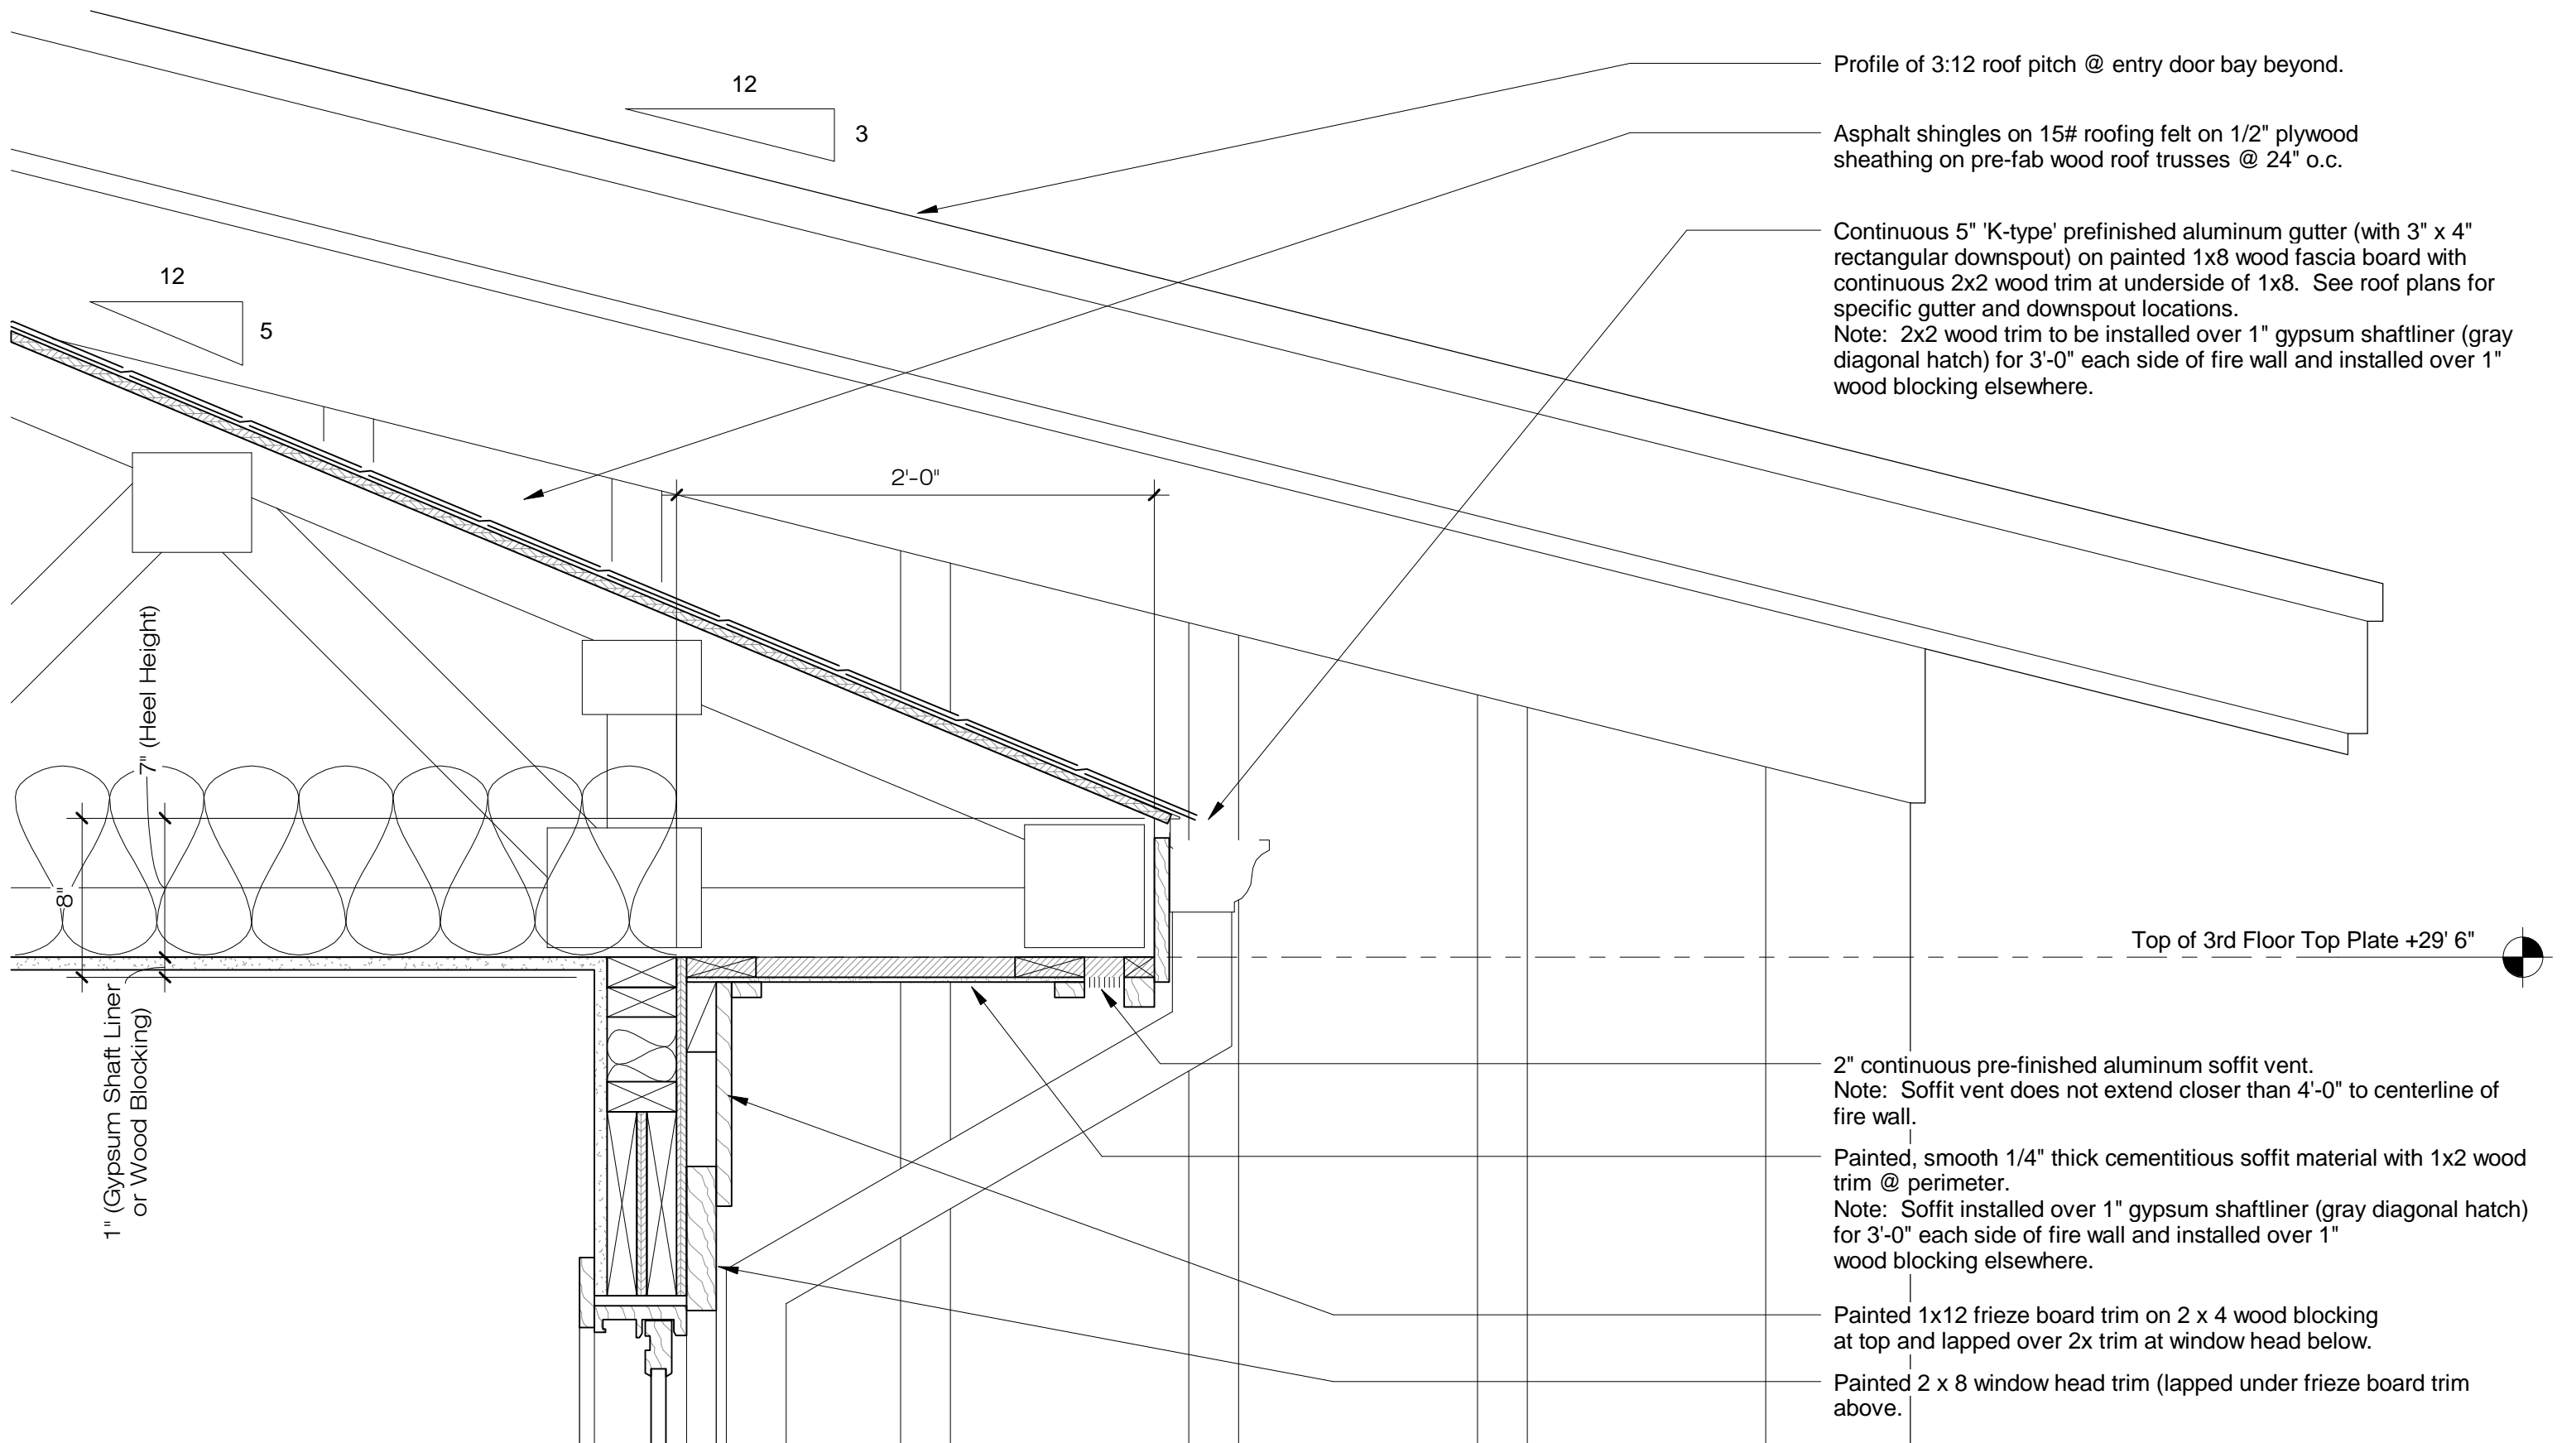 Profile of 3:12 roof pitch @ entry door bay beyond.
12
3
Asphalt shingles on 15# roofing felt on 1/2" plywood
sheathing on pre-fab wood roof trusses @ 24" o.c.
Continuous 5" 'K-type' prefinished aluminum gutter (with 3" x 4"
rectangular downspout) on painted 1x8 wood fascia board with
continuous 2x2 wood trim at underside of 1x8.  See roof plans for
specific gutter and downspout locations.
Note:  2x2 wood trim to be installed over 1" gypsum shaftliner (gray
diagonal hatch) for 3'-0" each side of fire wall and installed over 1"
wood blocking elsewhere.
12
5
2'-0"
7" (Heel Height)
8"
1" (Gypsum Shaft Liner
or Wood Blocking)
Top of 3rd Floor Top Plate +29' 6"
2" continuous pre-finished aluminum soffit vent.
Note:  Soffit vent does not extend closer than 4'-0" to centerline of
fire wall.
Painted, smooth 1/4" thick cementitious soffit material with 1x2 wood
trim @ perimeter.
Note:  Soffit installed over 1" gypsum shaftliner (gray diagonal hatch)
for 3'-0" each side of fire wall and installed over 1"
wood blocking elsewhere.
Painted 1x12 frieze board trim on 2 x 4 wood blocking
at top and lapped over 2x trim at window head below.
Painted 2 x 8 window head trim (lapped under frieze board trim
above.